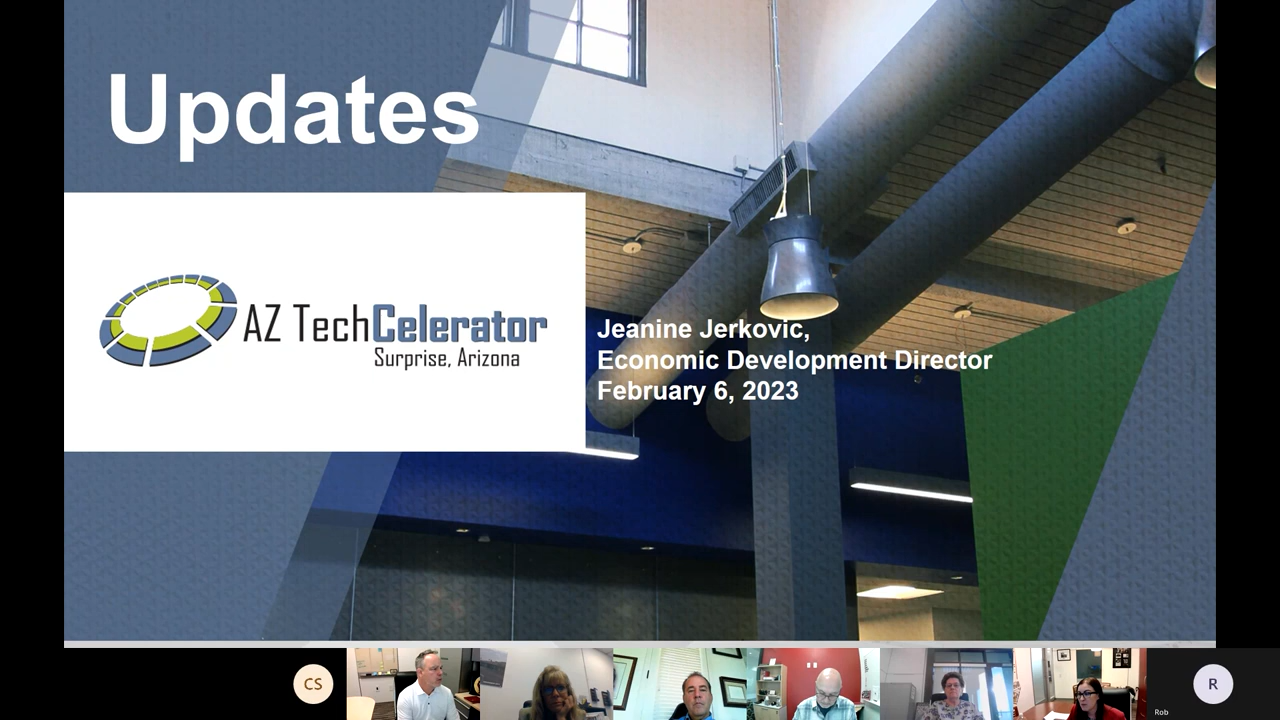 Updates
AZ TechCelerator
Surprise, Arizona
Jeanine Jerkovic,
Economic Development Director
February 6, 2023
CS
R
Rob